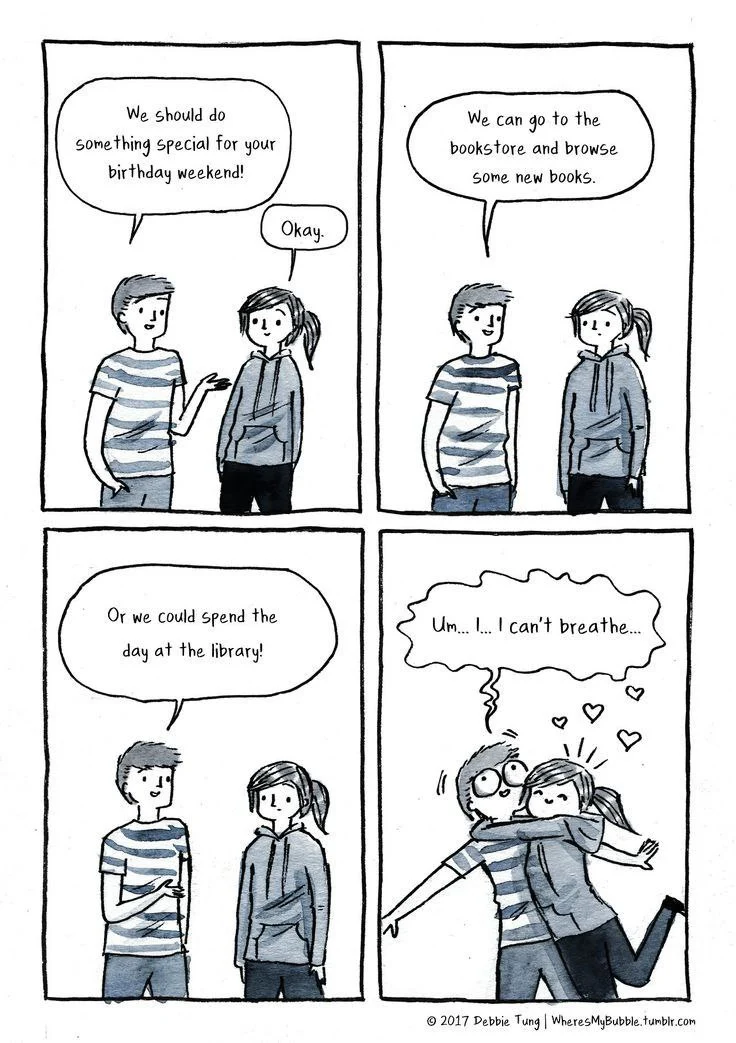 We should do
something special for your
birthday weekend!
Okay.
We can go to the
bookstore and browse
some new books.
Or we could spend the
day at the library!
Um... I... I can't breathe...
© 2017 Debbie Tung | WheresMyBubble.tumblr.com